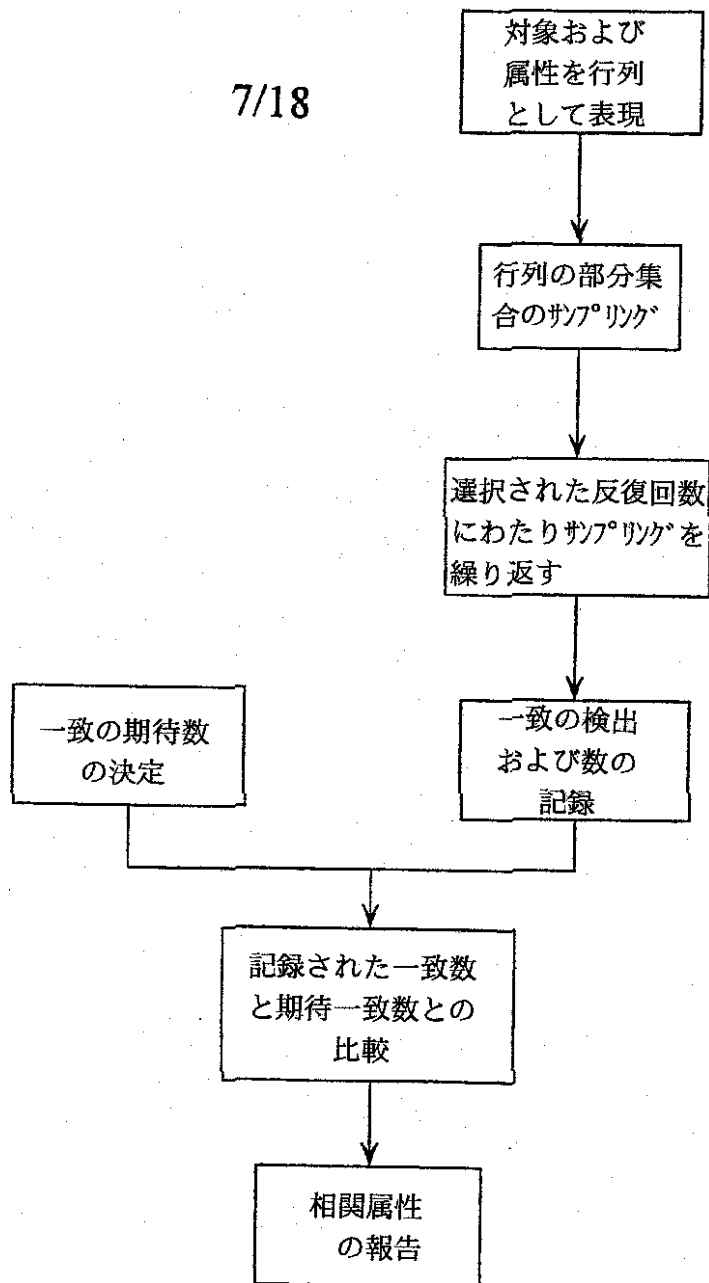 7/18
対象および
属性を行列
として表現
行列の部分集
合のｻﾝﾌﾟﾘﾝｸﾞ
選択された反復回数
にわたりｻﾝﾌﾟﾘﾝｸﾞを
繰り返す
一致の期待数
の決定
一致の検出
および数の
記録
記録された一致数
と期待一致数との
比較
相関属性
の報告